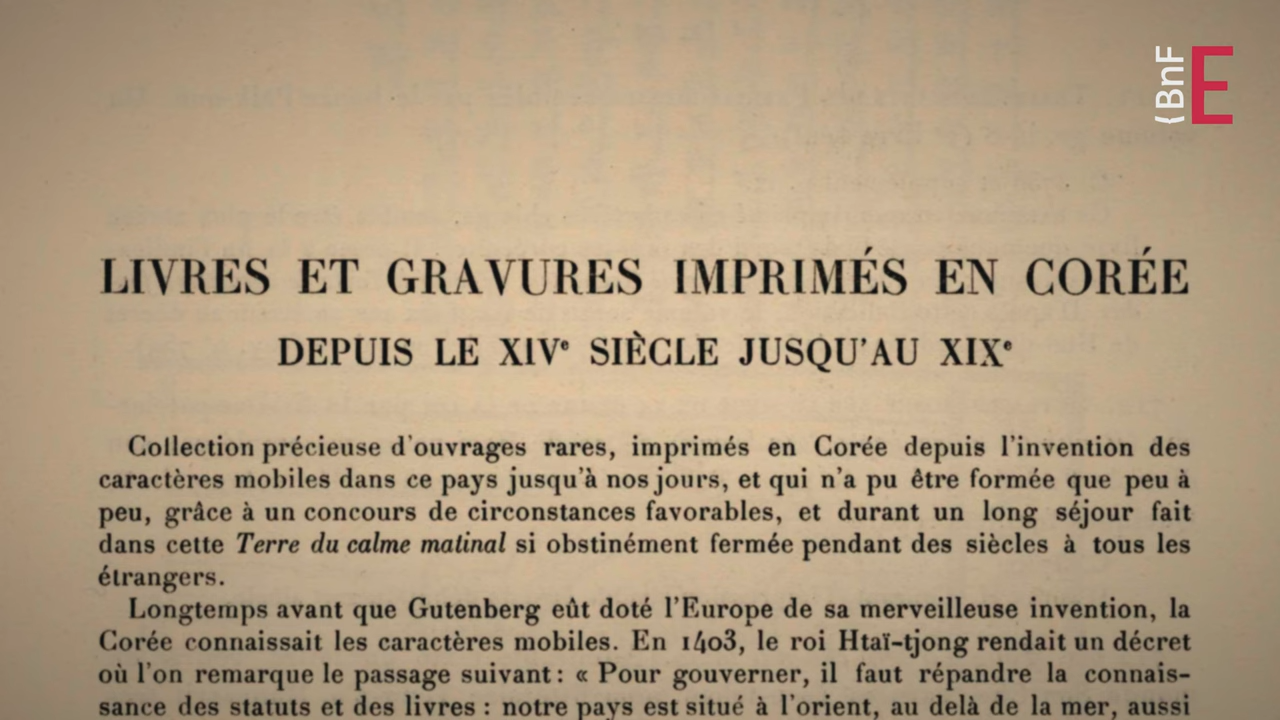 (BnF E
LIVRES ET GRAVURES IMPRIMÉS EN CORÉE
DEPUIS LE XIVe SIÈCLE JUSQU'AU XIXe
Collection précieuse d'ouvrages rares, imprimés en Corée depuis l'invention des
caractères mobiles dans ce pays jusqu'à nos jours, et qui n'a pu être formée que peu à
peu, grâce à un concours de circonstances favorables, et durant un long séjour fait
dans cette Terre du calme matinal si obstinément fermée pendant des siècles à tous les
étrangers.
Longtemps avant que Gutenberg eût doté l'Europe de sa merveilleuse invention, la
Corée connaissait les caractères mobiles. En 1403, le roi Htaï-tjong rendait un décret
où l'on remarque le passage suivant : « Pour gouverner, il faut répandre la connais-
sance des statuts et des livres : notre pays est situé à l'orient, au delà de la mer, aussi